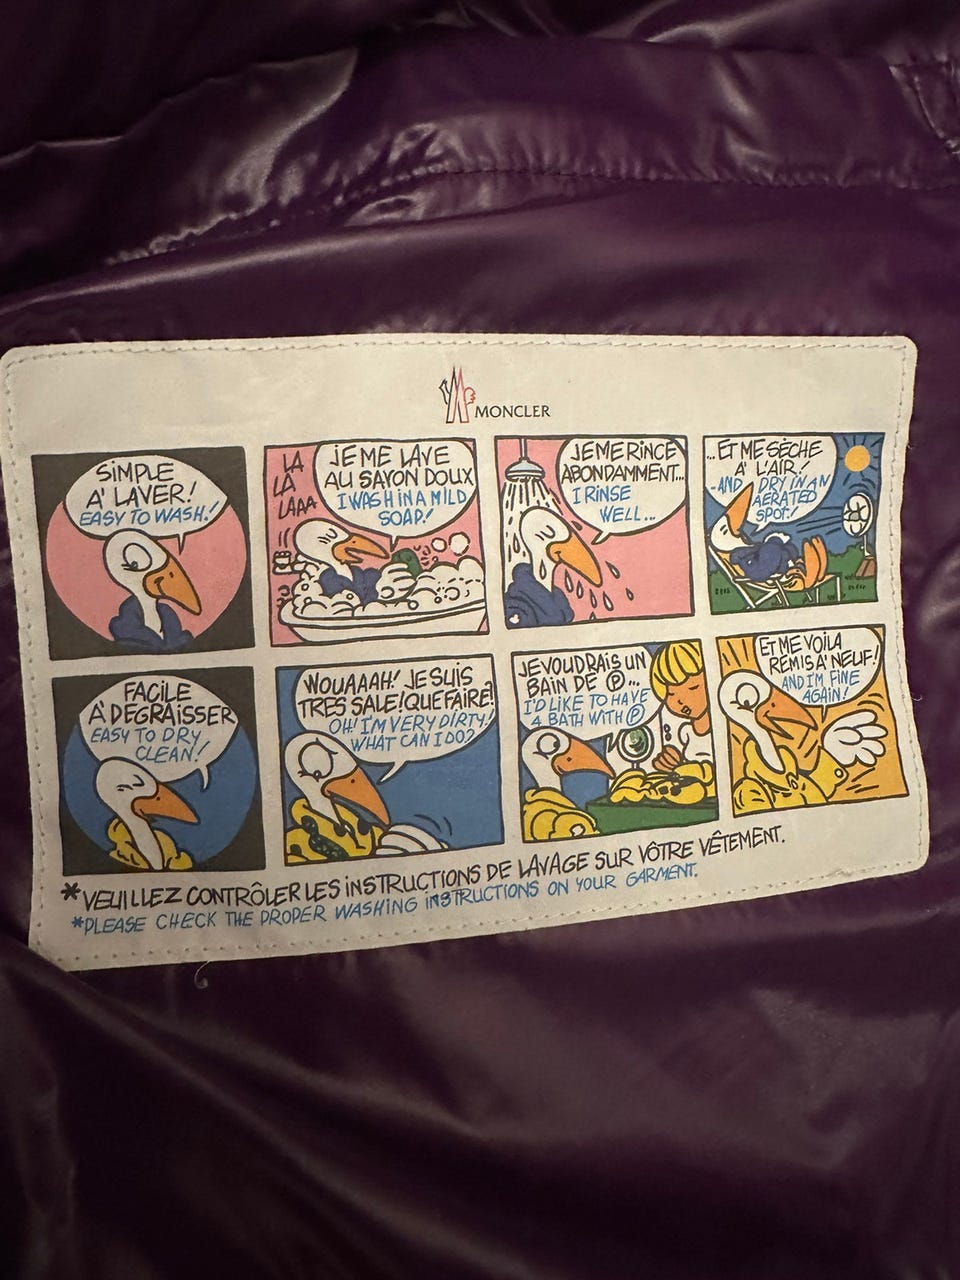 MONCLER
SIMPLE
A' LAVER!
EASY TO WASH!
LA
LA
LAAA
JE ME LAVE
AU SAVON DOUX
I WASH IN A MILD
SOAP!
JE ME RINCE
ABONDAMMENT...
I RINSE
WELL...
...ET ME SÈCHE
A' L'AIR!
-AND DRY IN AN
AERATED
SPOT!
FACILE
A' DEGRAISSER
EASY TO DRY
CLEAN!
WOUAAAH! JE SUIS
TRES SALE! QUE FAIRE?
OH! I'M VERY DIRTY!
WHAT CAN I DO?
JE VOUDRAIS UN
BAIN DE Ⓟ...
I'D LIKE TO HAVE
A BATH WITH Ⓟ
ET ME VOILA
REMIS A' NEUF!
AND I'M FINE
AGAIN!
*VEUILLEZ CONTRÔLER LES INSTRUCTIONS DE LAVAGE SUR VÔTRE VÊTEMENT.
*PLEASE CHECK THE PROPER WASHING INSTRUCTIONS ON YOUR GARMENT.